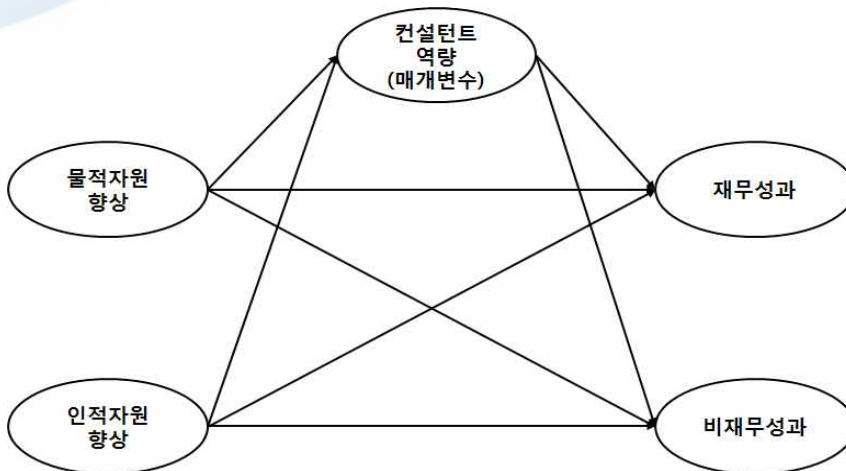 컨설턴트
역량
(매개변수)
물적자원
향상
재무성과
인적자원
향상
비재무성과